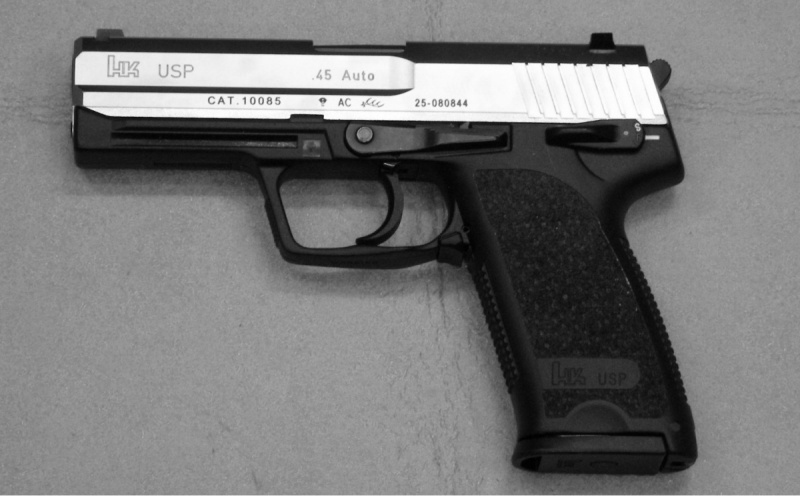 HK USP .45 Auto
CAT.10085 AC 25-080844
S
HK USP